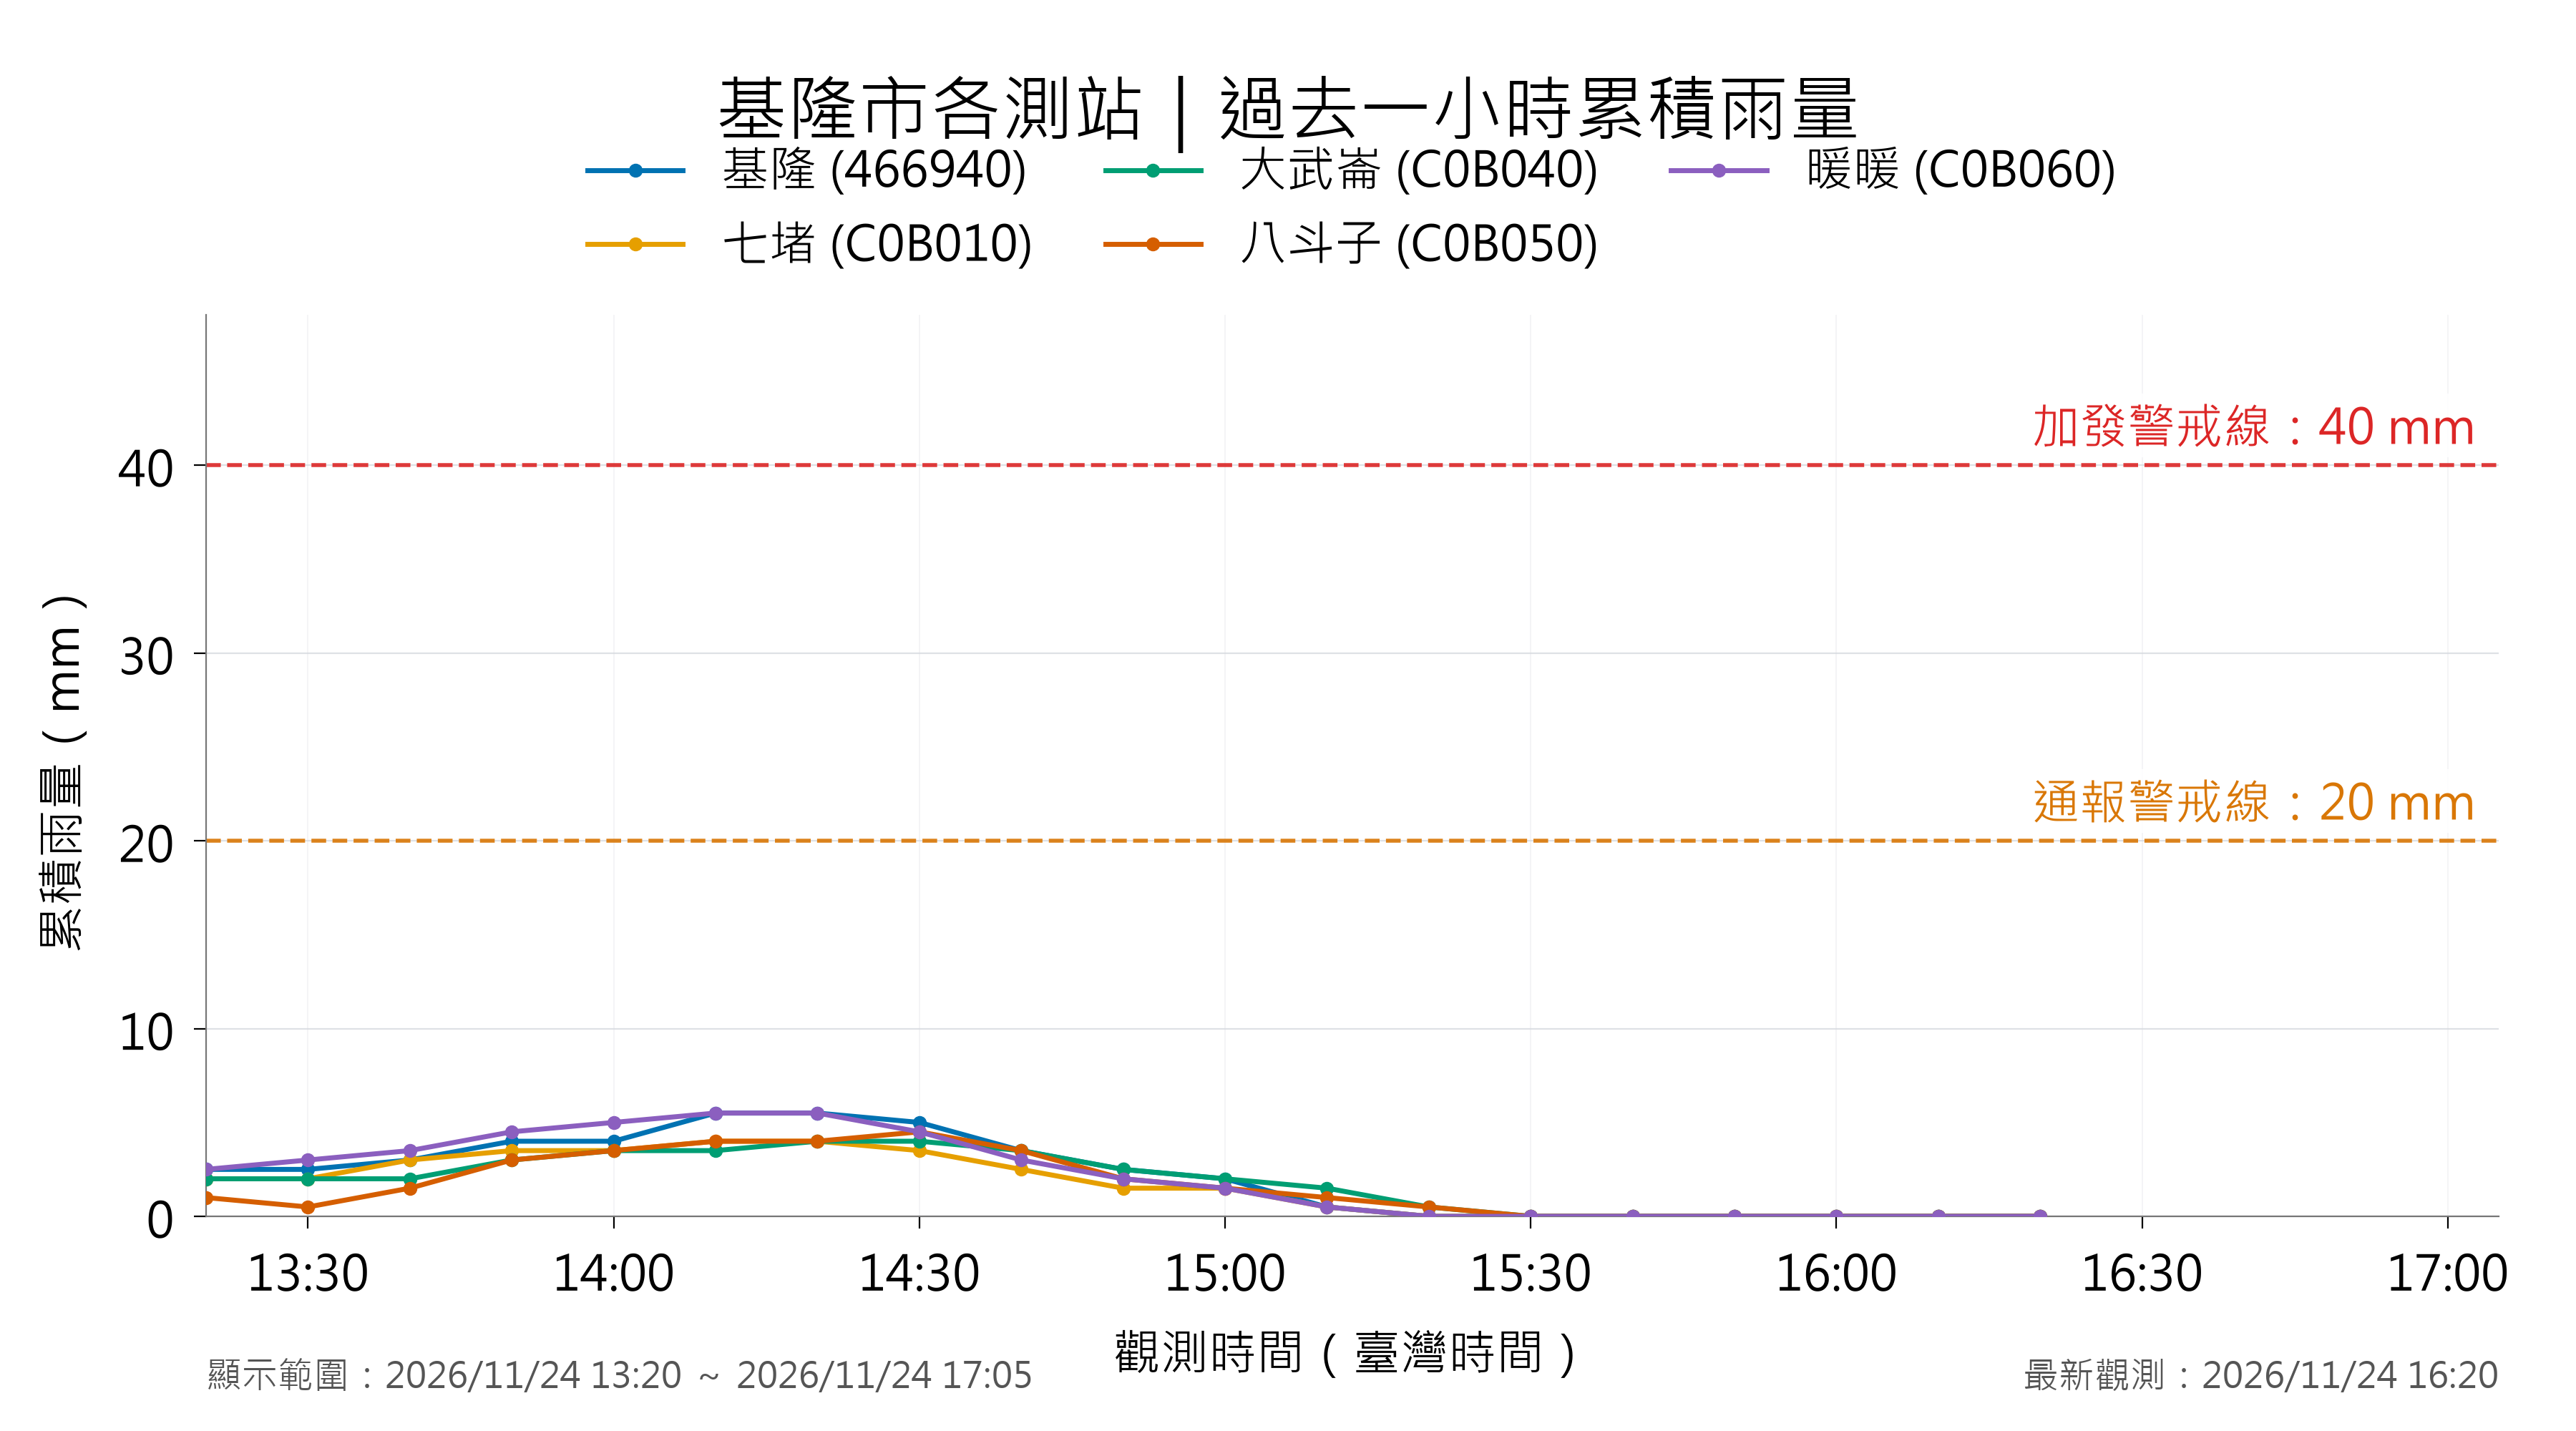 基隆市各測站｜過去一小時累積雨量
基隆 (466940)
七堵 (C0B010)
大武崙 (C0B040)
八斗子 (C0B050)
暖暖 (C0B060)
累積雨量（mm）
40
30
20
10
0
加發警戒線：40 mm
通報警戒線：20 mm
13:30 14:00 14:30 15:00 15:30 16:00 16:30 17:00
觀測時間（臺灣時間）
顯示範圍：2026/11/24 13:20 ~ 2026/11/24 17:05
最新觀測：2026/11/24 16:20